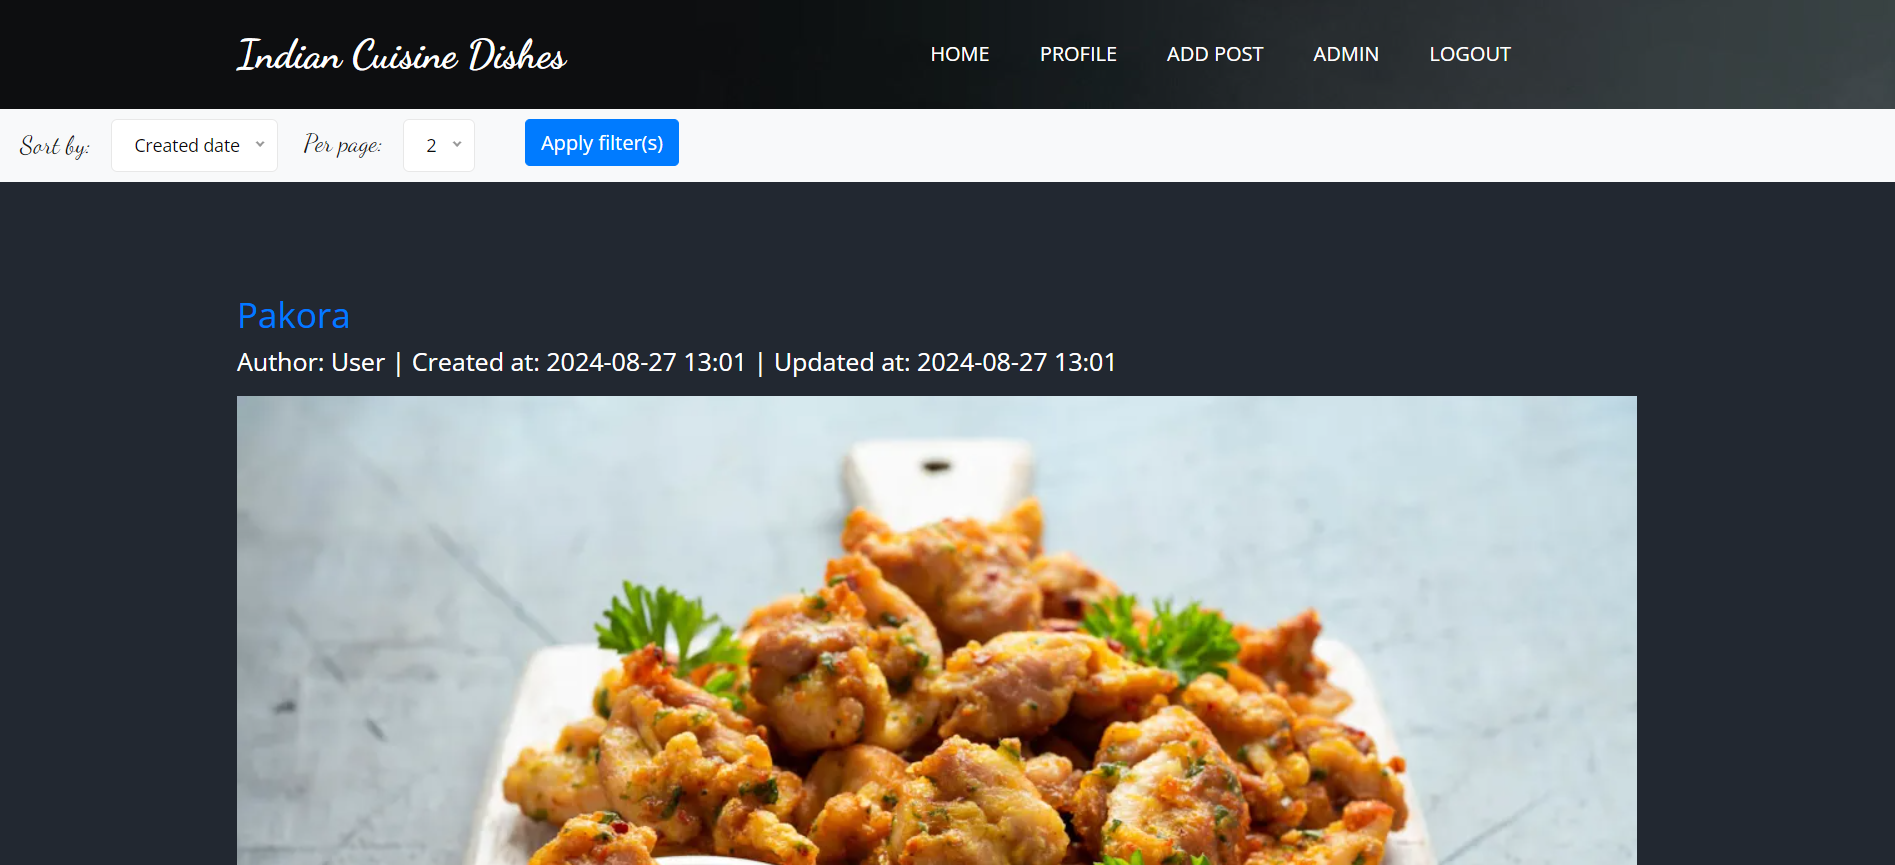 Indian Cuisine Dishes
HOME PROFILE ADD POST ADMIN LOGOUT
Sort by: Created date Per page: 2 Apply filter(s)
Pakora
Author: User | Created at: 2024-08-27 13:01 | Updated at: 2024-08-27 13:01